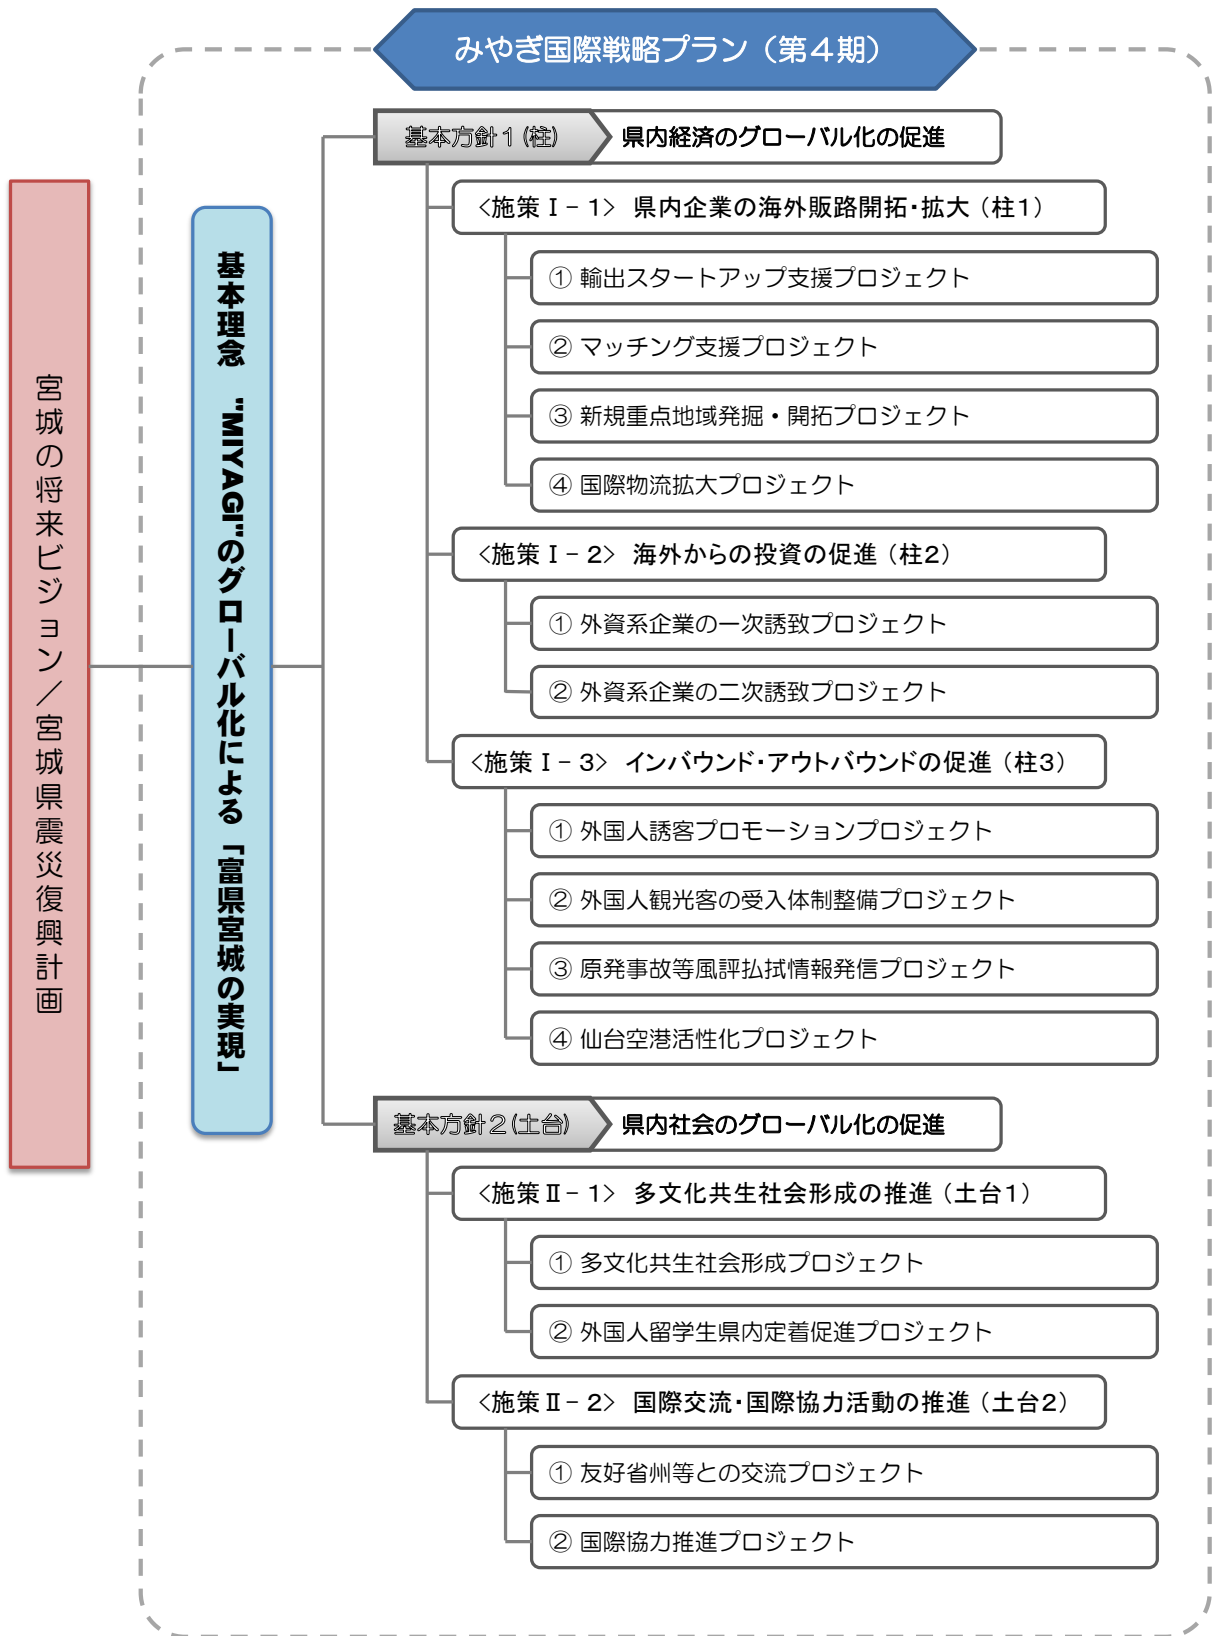 みやぎ国際戦略プラン（第４期）
宮城の将来ビジョン／宮城県震災復興計画
基本理念　"MIYAGI"のグローバル化による「富県宮城の実現」
基本方針１(柱)
県内経済のグローバル化の促進
<施策Ⅰ－1> 県内企業の海外販路開拓・拡大（柱1）
① 輸出スタートアップ支援プロジェクト
② マッチング支援プロジェクト
③ 新規重点地域発掘・開拓プロジェクト
④ 国際物流拡大プロジェクト
<施策Ⅰ－2> 海外からの投資の促進（柱2）
① 外資系企業の一次誘致プロジェクト
② 外資系企業の二次誘致プロジェクト
<施策Ⅰ－3> インバウンド・アウトバウンドの促進（柱3）
① 外国人誘客プロモーションプロジェクト
② 外国人観光客の受入体制整備プロジェクト
③ 原発事故等風評払拭情報発信プロジェクト
④ 仙台空港活性化プロジェクト
基本方針２(土台)
県内社会のグローバル化の促進
<施策Ⅱ－1> 多文化共生社会形成の推進（土台1）
① 多文化共生社会形成プロジェクト
② 外国人留学生県内定着促進プロジェクト
<施策Ⅱ－2> 国際交流・国際協力活動の推進（土台2）
① 友好省州等との交流プロジェクト
② 国際協力推進プロジェクト